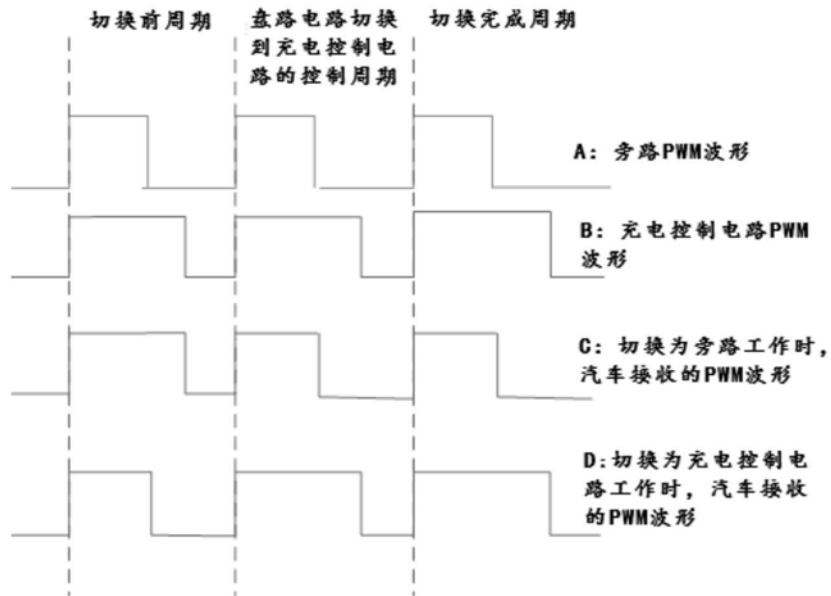 切换前周期
盘路电路切换
到充电控制电
路的控制周期
切换完成周期
A: 旁路PWM波形
B: 充电控制电路PWM
波形
C: 切换为旁路工作时，
汽车接收的PWM波形
D:切换为充电控制电
路工作时，汽车接收
的PWM波形